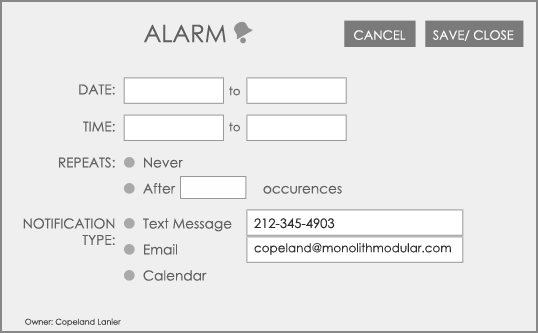 ALARM
CANCEL
SAVE/ CLOSE
DATE: to
TIME: to
REPEATS: Never
After occurences
NOTIFICATION TYPE: Text Message 212-345-4903
Email copeland@monolithmodular.com
Calendar
Owner: Copeland Lanier